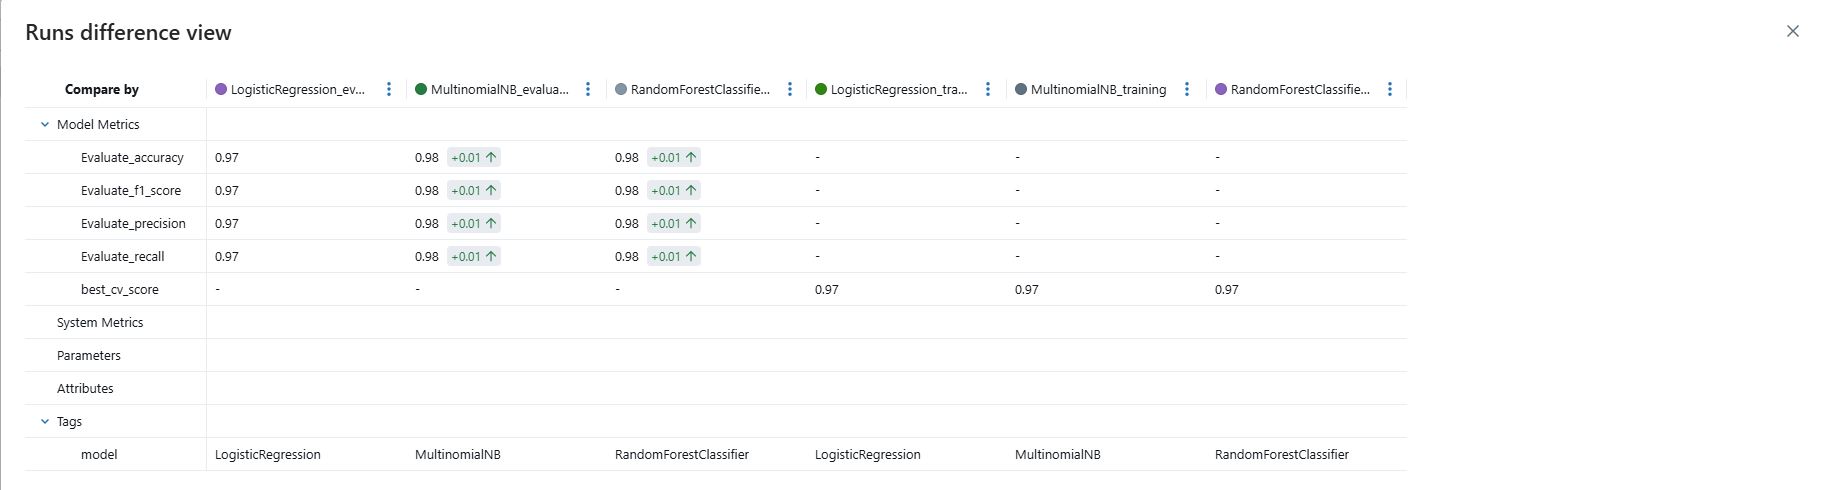 Runs difference view
Compare by LogisticRegression_ev... MultinomialNB_evalua... RandomForestClassifie... LogisticRegression_tra... MultinomialNB_training RandomForestClassifie...
Model Metrics
Evaluate_accuracy 0.97 0.98 +0.01 ↑ 0.98 +0.01 ↑ - - -
Evaluate_f1_score 0.97 0.98 +0.01 ↑ 0.98 +0.01 ↑ - - -
Evaluate_precision 0.97 0.98 +0.01 ↑ 0.98 +0.01 ↑ - - -
Evaluate_recall 0.97 0.98 +0.01 ↑ 0.98 +0.01 ↑ - - -
best_cv_score - - - 0.97 0.97 0.97
System Metrics
Parameters
Attributes
Tags
model LogisticRegression MultinomialNB RandomForestClassifier LogisticRegression MultinomialNB RandomForestClassifier